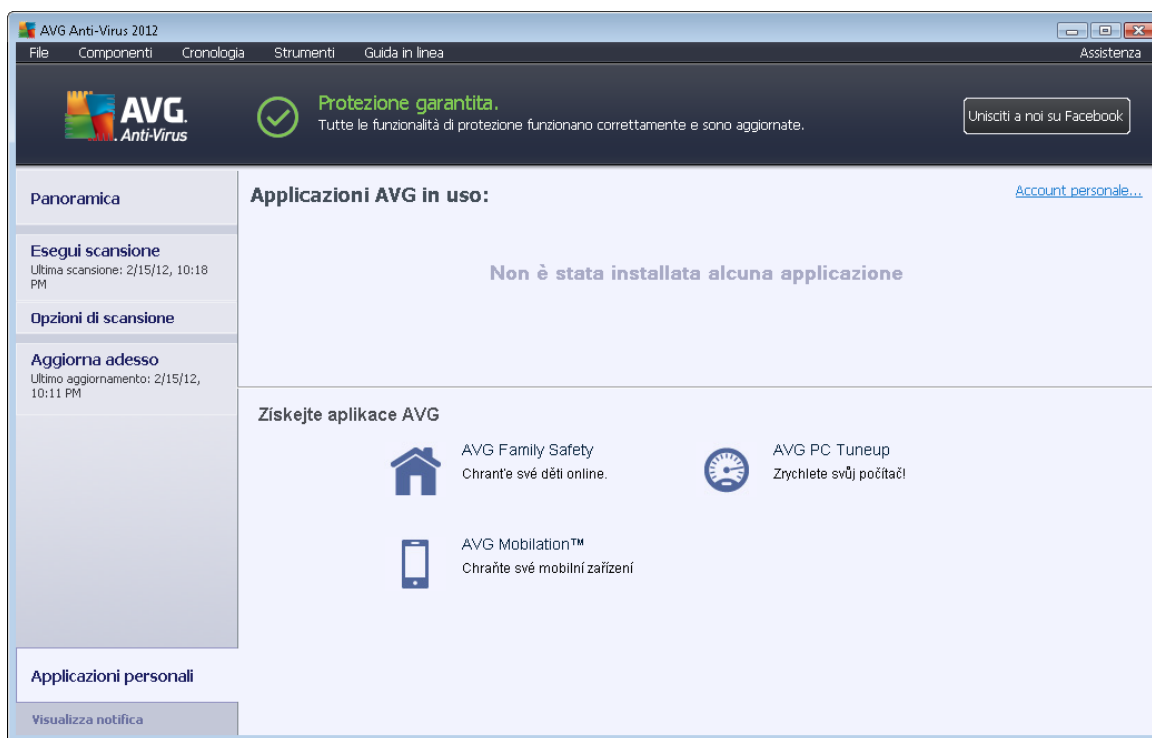 AVG Anti-Virus 2012
File Componenti Cronologia Strumenti Guida in linea Assistenza
AVG.
Anti-Virus
Protezione garantita.
Tutte le funzionalità di protezione funzionano correttamente e sono aggiornate.
Unisciti a noi su Facebook
Panoramica
Esegui scansione
Ultima scansione: 2/15/12, 10:18
PM
Opzioni di scansione
Aggiorna adesso
Ultimo aggiornamento: 2/15/12,
10:11 PM
Applicazioni personali
Visualizza notifica
Applicazioni AVG in uso:
Account personale...
Non è stata installata alcuna applicazione
Získejte aplikace AVG
AVG Family Safety
Chraňte své děti online.
AVG PC Tuneup
Zrychlete svůj počítač!
AVG Mobilation™
Chraňte své mobilní zařízení